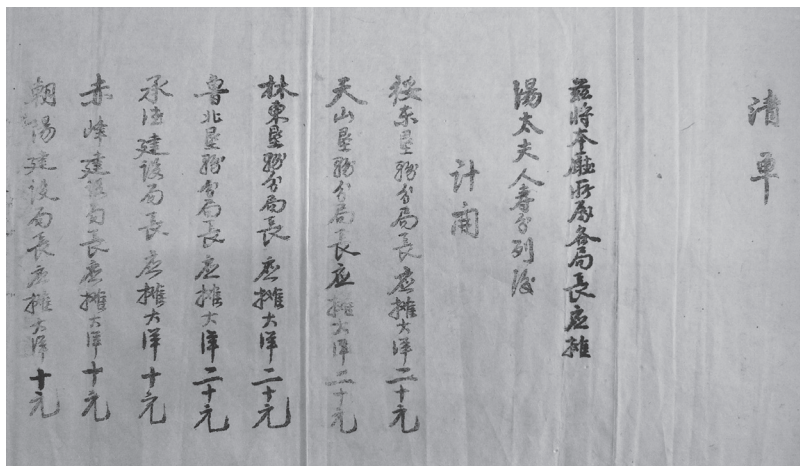 清單
茲將本廳所屬各局長應攤
湯太夫人壽分列後
計開
綏東墾務分局長應攤大洋二十元
天山墾務分局長應攤大洋二十元
林東墾務分局長應攤大洋二十元
魯北墾務分局長應攤大洋二十元
承德建設局長應攤大洋十元
赤峰建設局長應攤大洋十元
朝陽建設局長應攤大洋十元